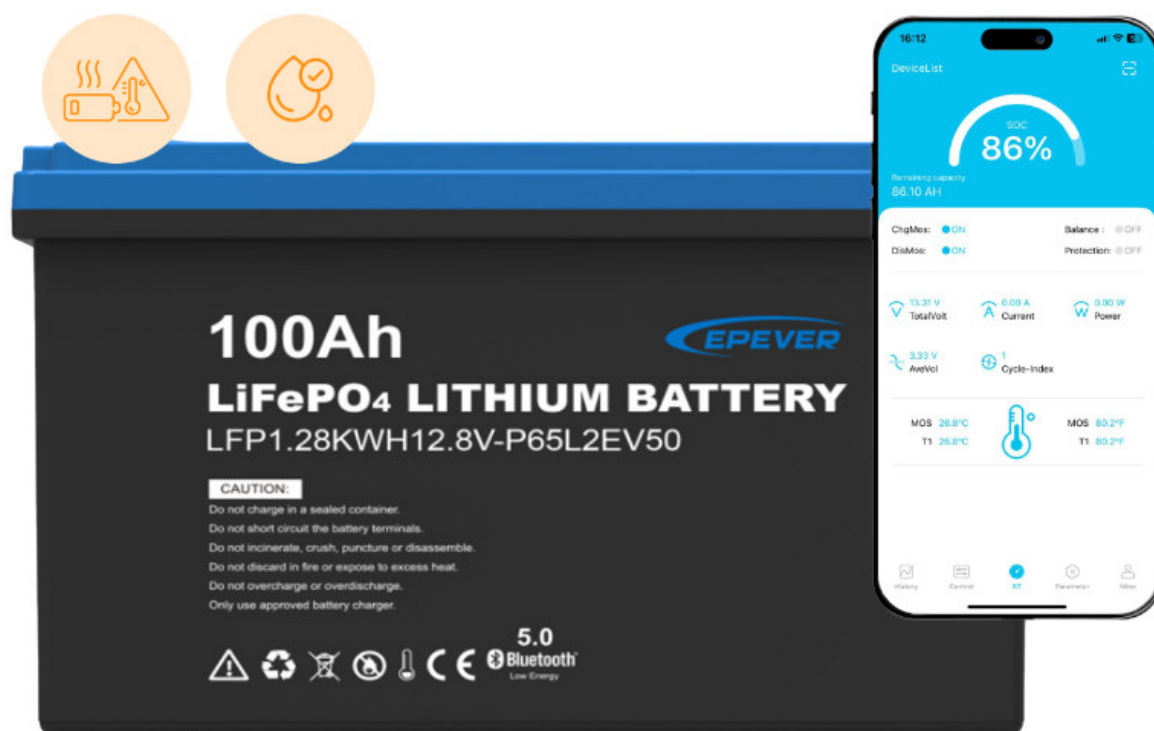 100Ah
EPEVER
LiFePO4 LITHIUM BATTERY
LFP1.28KWH12.8V-P65L2EV50
CAUTION:
Do not charge in a sealed container.
Do not short circuit the battery terminals.
Do not incinerate, crush, puncture or disassemble.
Do not discard in fire or expose to excess heat.
Do not overcharge or overdischarge.
Only use approved battery charger.
CE
5.0
Bluetooth
Low Energy
16:12
DeviceList
SOC
86%
Remaining capacity
86.10 AH
ChgMos: ON Balance : OFF
DisMos: ON Protection: OFF
V 13.31 V TotalVolt
A 0.00 A Current
W 0.00 W Power
3.33 V AveVol
1 Cycle-Index
MOS 26.8°C MOS 80.2°F
T1 26.8°C T1 80.2°F
History Control RT Parameter Mine